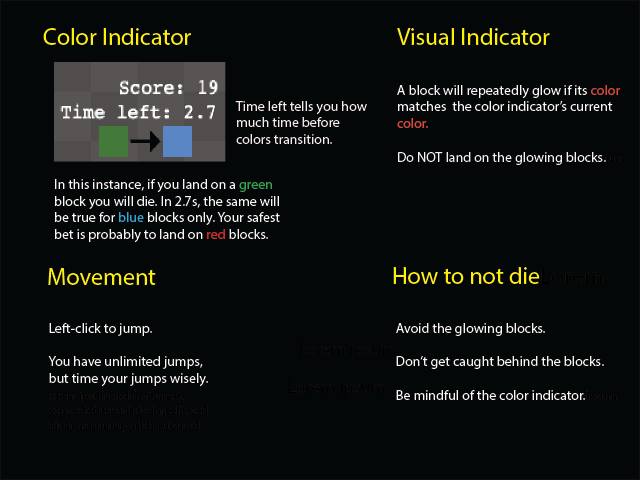 Color Indicator
Score: 19
Time left: 2.7
Time left tells you how
much time before
colors transition.
In this instance, if you land on a green
block you will die. In 2.7s, the same will
be true for blue blocks only. Your safest
bet is probably to land on red blocks.
Visual Indicator
A block will repeatedly glow if its color
matches the color indicator's current
color.
Do NOT land on the glowing blocks.
Movement
Left-click to jump.
You have unlimited jumps,
but time your jumps wisely.
How to not die
Avoid the glowing blocks.
Don't get caught behind the blocks.
Be mindful of the color indicator.